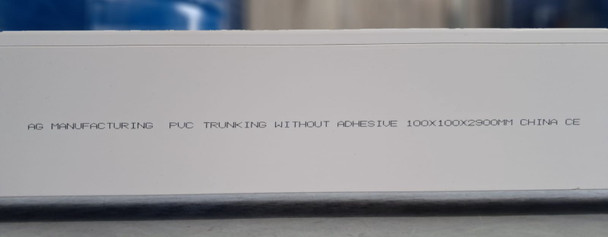 AG MANUFACTURING  PVC TRUNKING WITHOUT ADHESIVE 100X100X2900MM CHINA CE